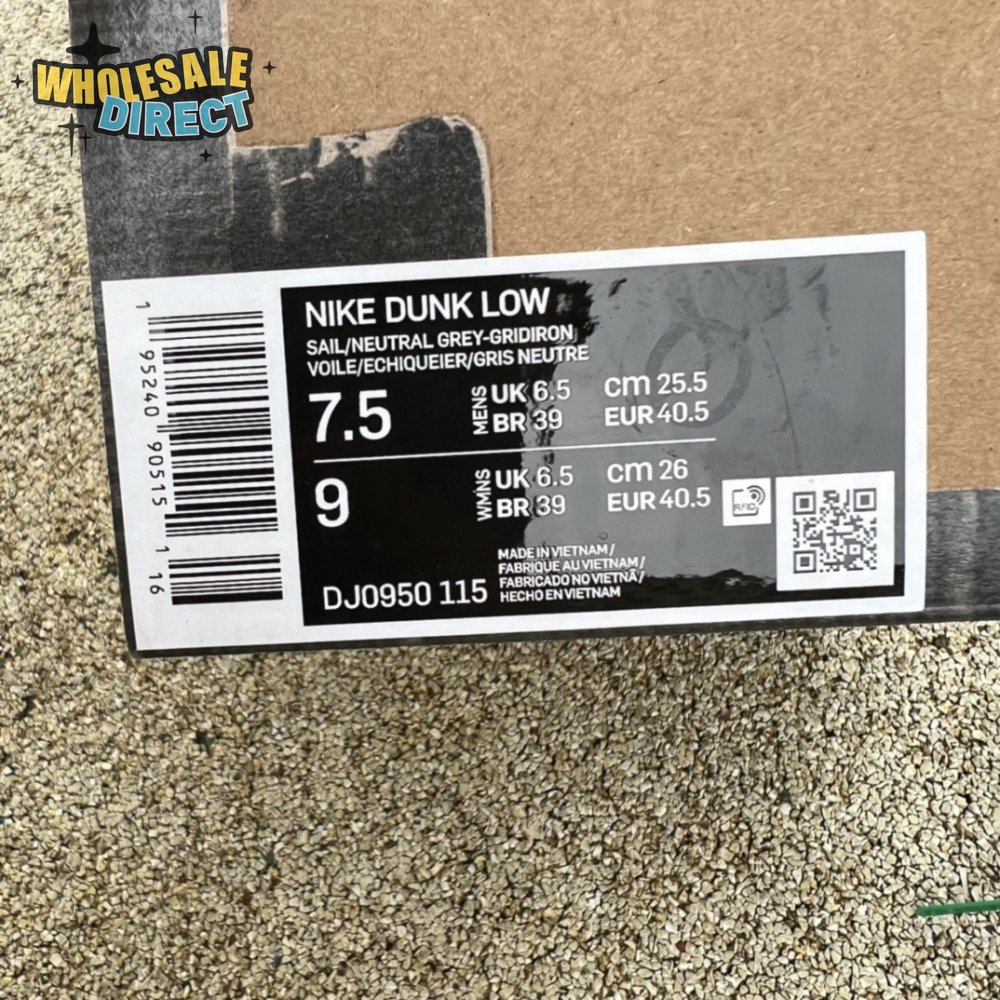 WHOLESALE
DIRECT
NIKE DUNK LOW
SAIL/NEUTRAL GREY-GRIDIRON
VOILE/ECHIQUEIER/GRIS NEUTRE
7.5 MENS UK 6.5 cm 25.5
BR 39 EUR 40.5
9 WMNS UK 6.5 cm 26
BR 39 EUR 40.5
RFID
MADE IN VIETNAM/
FABRIQUE AU VIETNAM/
FABRICADO NO VIETNÃ/
HECHO EN VIETNAM
DJ0950 115
1 95240 90515 1 16